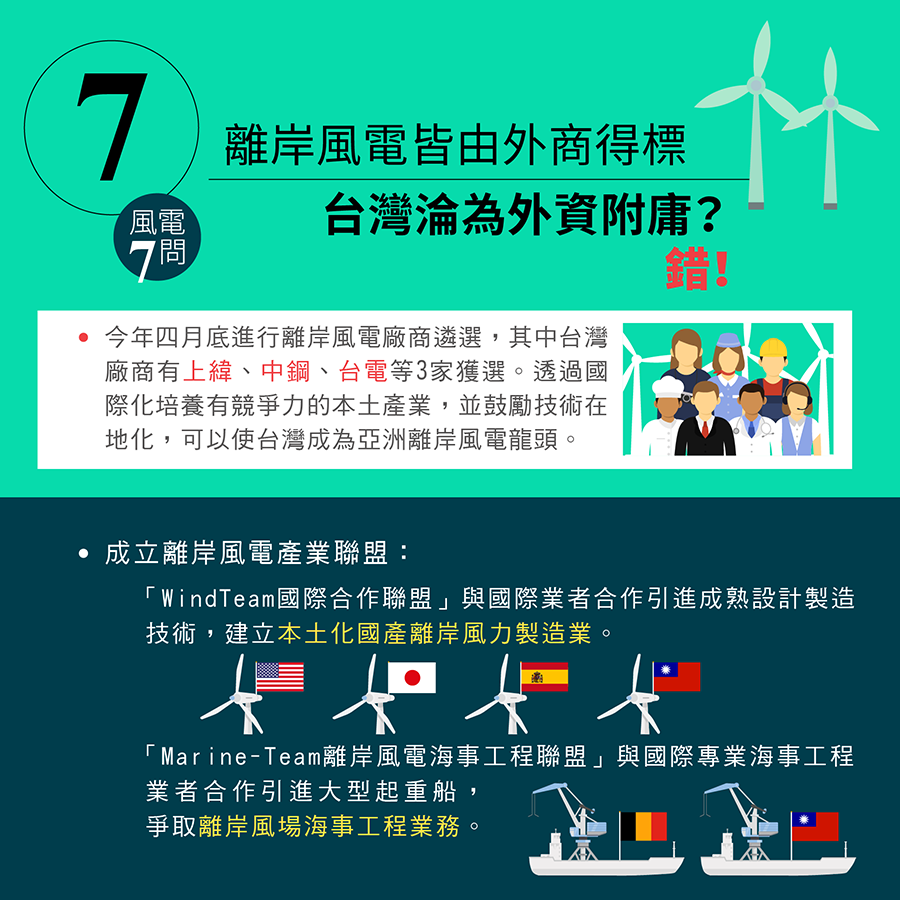 7
風電
7問
離岸風電皆由外商得標
台灣淪為外資附庸？
錯！
• 今年四月底進行離岸風電廠商遴選，其中台灣
廠商有上緯、中鋼、台電等3家獲選。透過國
際化培養有競爭力的本土產業，並鼓勵技術在
地化，可以使台灣成為亞洲離岸風電龍頭。
• 成立離岸風電產業聯盟：
「WindTeam國際合作聯盟」與國際業者合作引進成熟設計製造
技術，建立本土化國產離岸風力製造業。
「Marine-Team離岸風電海事工程聯盟」與國際專業海事工程
業者合作引進大型起重船，
爭取離岸風場海事工程業務。